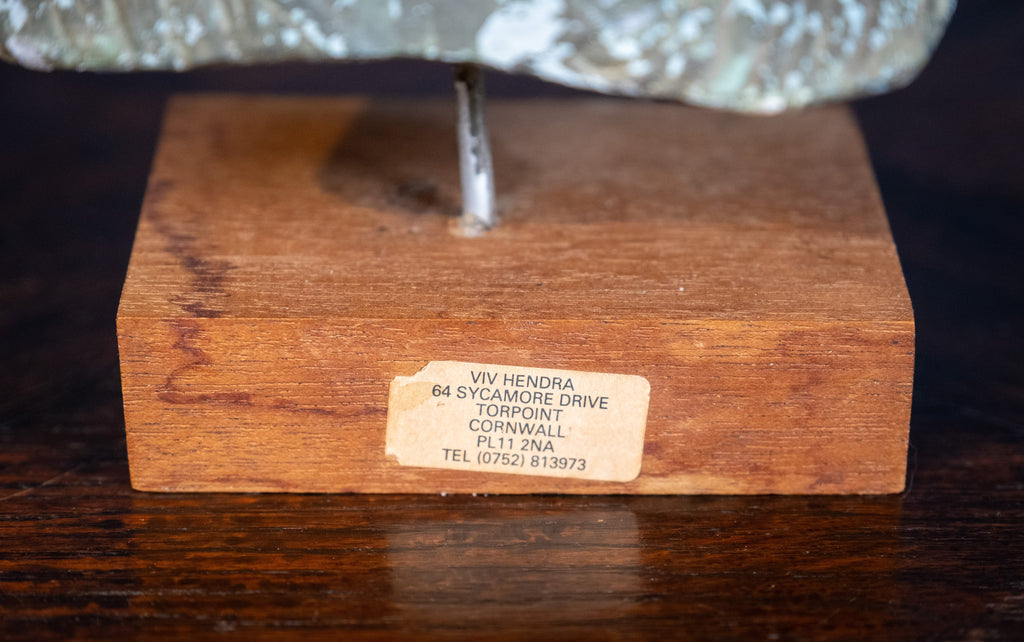 VIV HENDRA
64 SYCAMORE DRIVE
TORPOINT
CORNWALL
PL11 2NA
TEL (0752) 813973